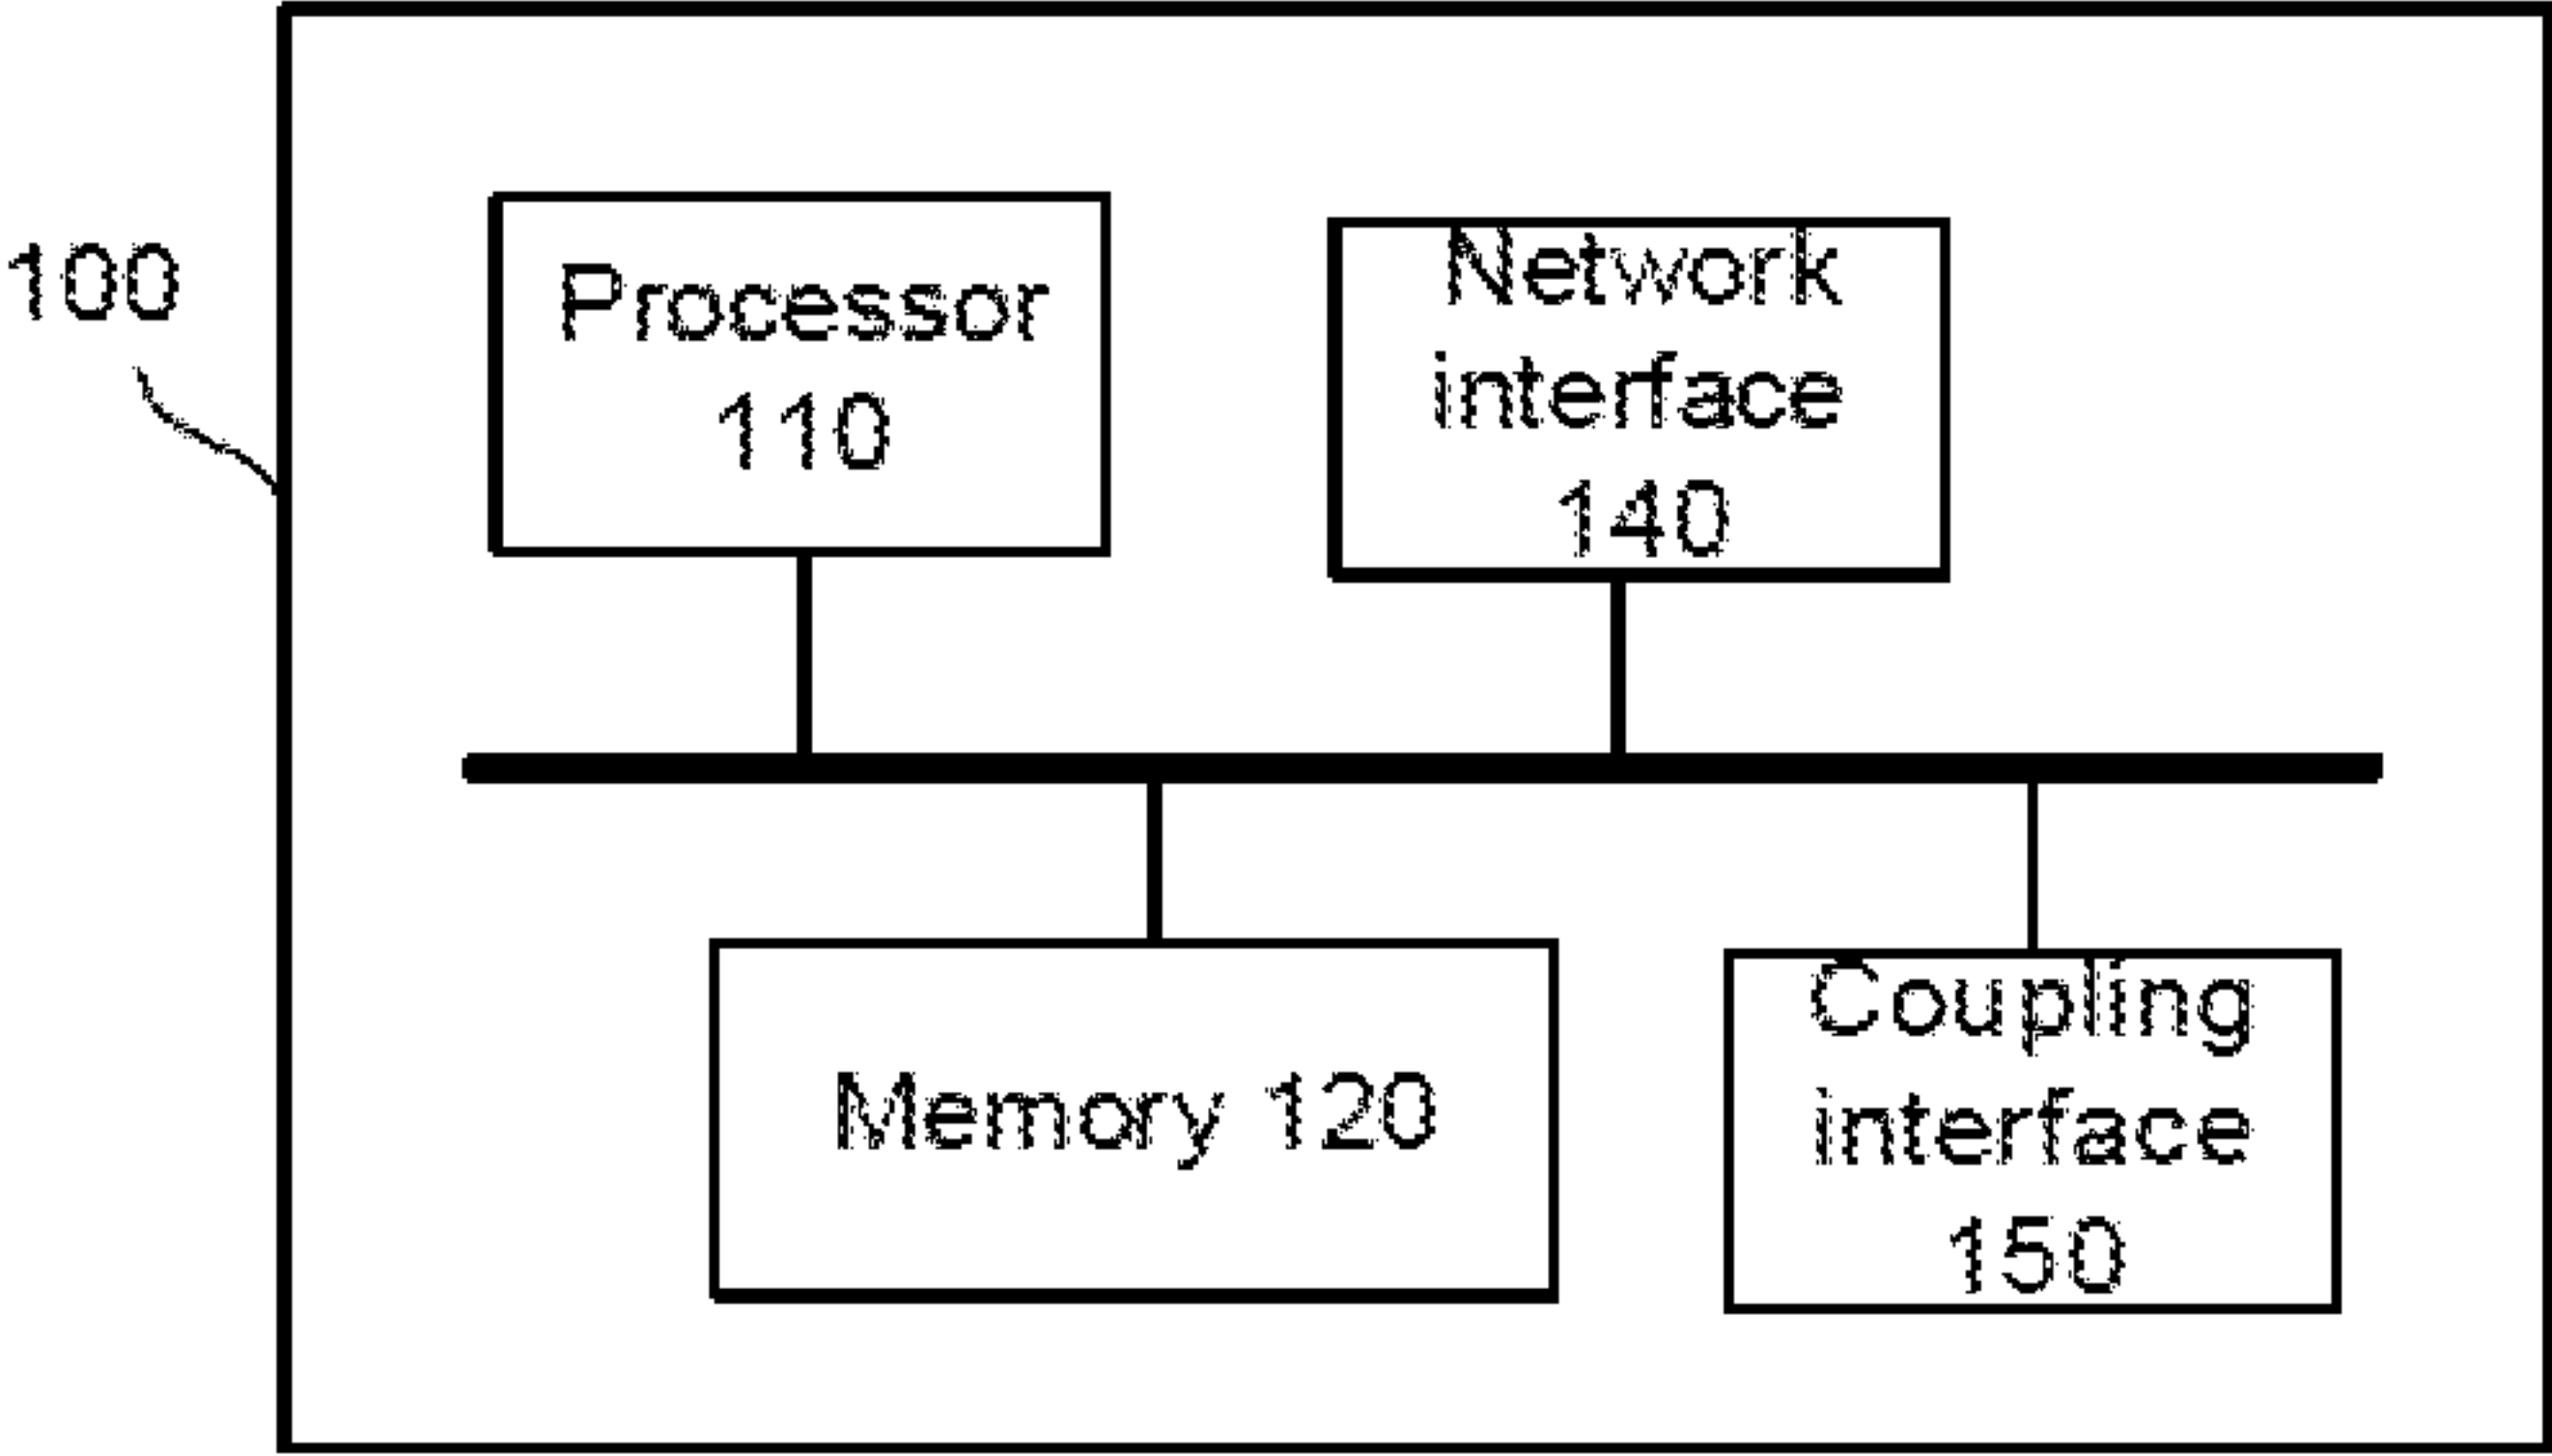 100
Processor
110
Network
interface
140
Memory 120
Coupling
interface
150